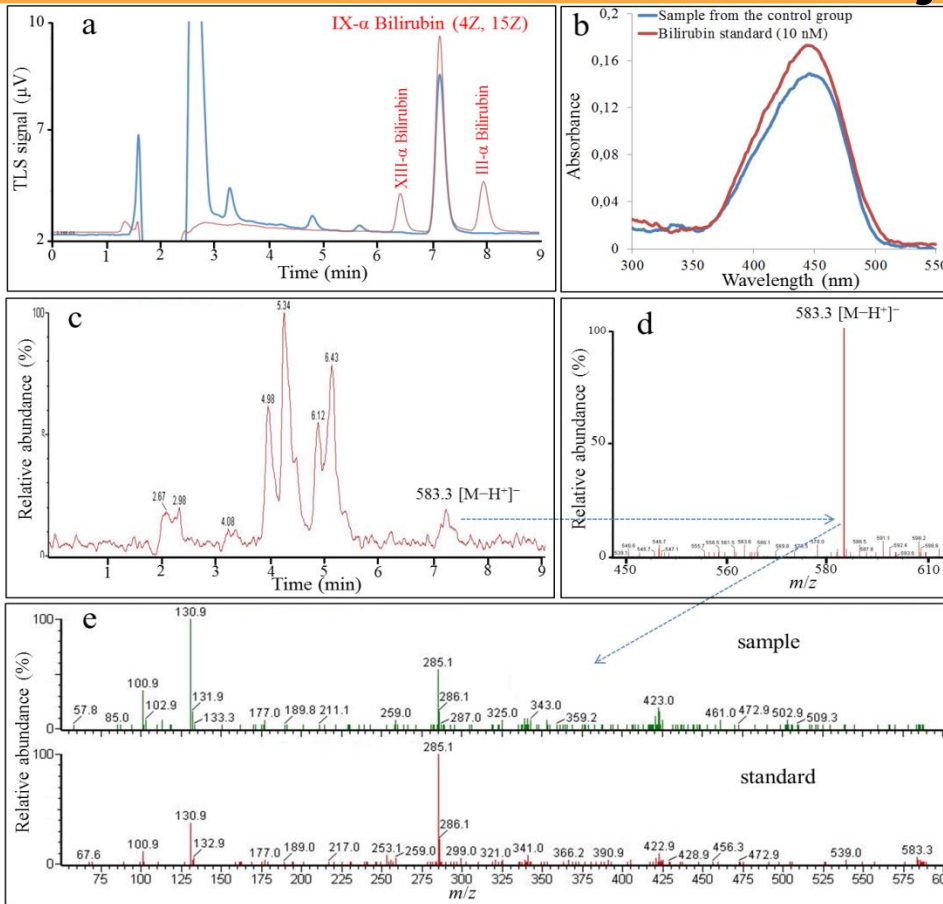 a
IX-α Bilirubin (4Z, 15Z)
XIII-α Bilirubin
III-α Bilirubin
TLS signal (μV)
10
7
2
0 1 2 3 4 5 6 7 8 9
Time (min)
b
Sample from the control group
Bilirubin standard (10 nM)
Absorbance
0,2
0,16
0,12
0,08
0,04
0
300 350 400 450 500 550
Wavelength (nm)
c
Relative abundance (%)
100
0
2.67 2.98 4.08 4.98 5.34 6.12 6.43
583.3 [M−H⁺]⁻
1 2 3 4 5 6 7 8 9
Time (min)
d
583.3 [M−H⁺]⁻
Relative abundance (%)
100
50
0
450 560 580 610
m/z
e
sample
Relative abundance (%)
100
0
57.8 85.0 100.9 102.9 130.9 131.9 133.3 177.0 189.8 211.1 259.0 285.1 286.1 287.0 325.0 343.0 359.2 423.0 461.0 472.9 502.9 509.3
standard
Relative abundance (%)
100
0
67.6 100.9 130.9 132.9 177.0 189.0 217.0 253.1 259.0 285.1 286.1 299.0 321.0 341.0 366.2 390.9 422.9 428.9 456.3 472.9 539.0 583.3
75 100 125 150 175 200 225 250 275 300 325 350 375 400 425 450 475 500 525 550 575 600
m/z